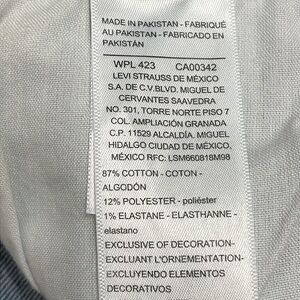 MADE IN PAKISTAN - FABRIQUÉ
AU PAKISTAN - FABRICADO EN
PAKISTÁN
WPL 423 CA00342
LEVI STRAUSS DE MÉXICO
S.A. DE C.V.BLVD. MIGUEL DE
CERVANTES SAAVEDRA
NO. 301, TORRE NORTE PISO 7
COL. AMPLIACIÓN GRANADA
C.P. 11529 ALCALDÍA. MIGUEL
HIDALGO CIUDAD DE MÉXICO,
MÉXICO RFC: LSM660818M98
87% COTTON - COTON -
ALGODÓN
12% POLYESTER - poliéster
1% ELASTANE - ELASTHANNE -
elastano
EXCLUSIVE OF DECORATION-
EXCLUANT L'ORNEMENTATION-
EXCLUYENDO ELEMENTOS
DECORATIVOS